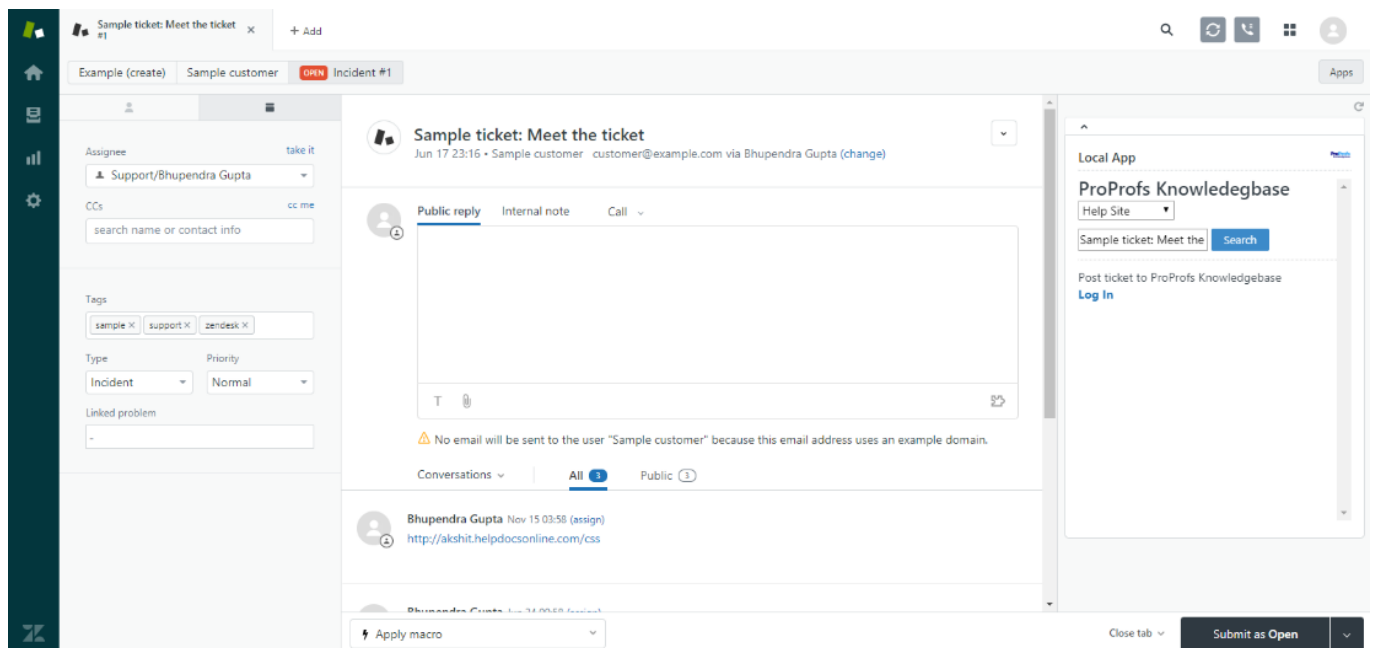 Sample ticket: Meet the ticket
#1
+ Add
Example (create)
Sample customer
OPEN Incident #1
Apps
Assignee
take it
Support/Bhupendra Gupta
CCs
cc me
search name or contact info
Tags
sample ×
support ×
zendesk ×
Type
Priority
Incident
Normal
Linked problem
-
Sample ticket: Meet the ticket
Jun 17 23:16 • Sample customer customer@example.com via Bhupendra Gupta (change)
Public reply
Internal note
Call
T
No email will be sent to the user "Sample customer" because this email address uses an example domain.
Conversations
All 3
Public 3
Bhupendra Gupta Nov 15 03:58 (assign)
http://akshit.helpdocsonline.com/css
Bhupendra Gupta
Apply macro
Close tab
Submit as Open
Local App
ProProfs Knowledegbase
Help Site
Sample ticket: Meet the
Search
Post ticket to ProProfs Knowledgebase
Log In